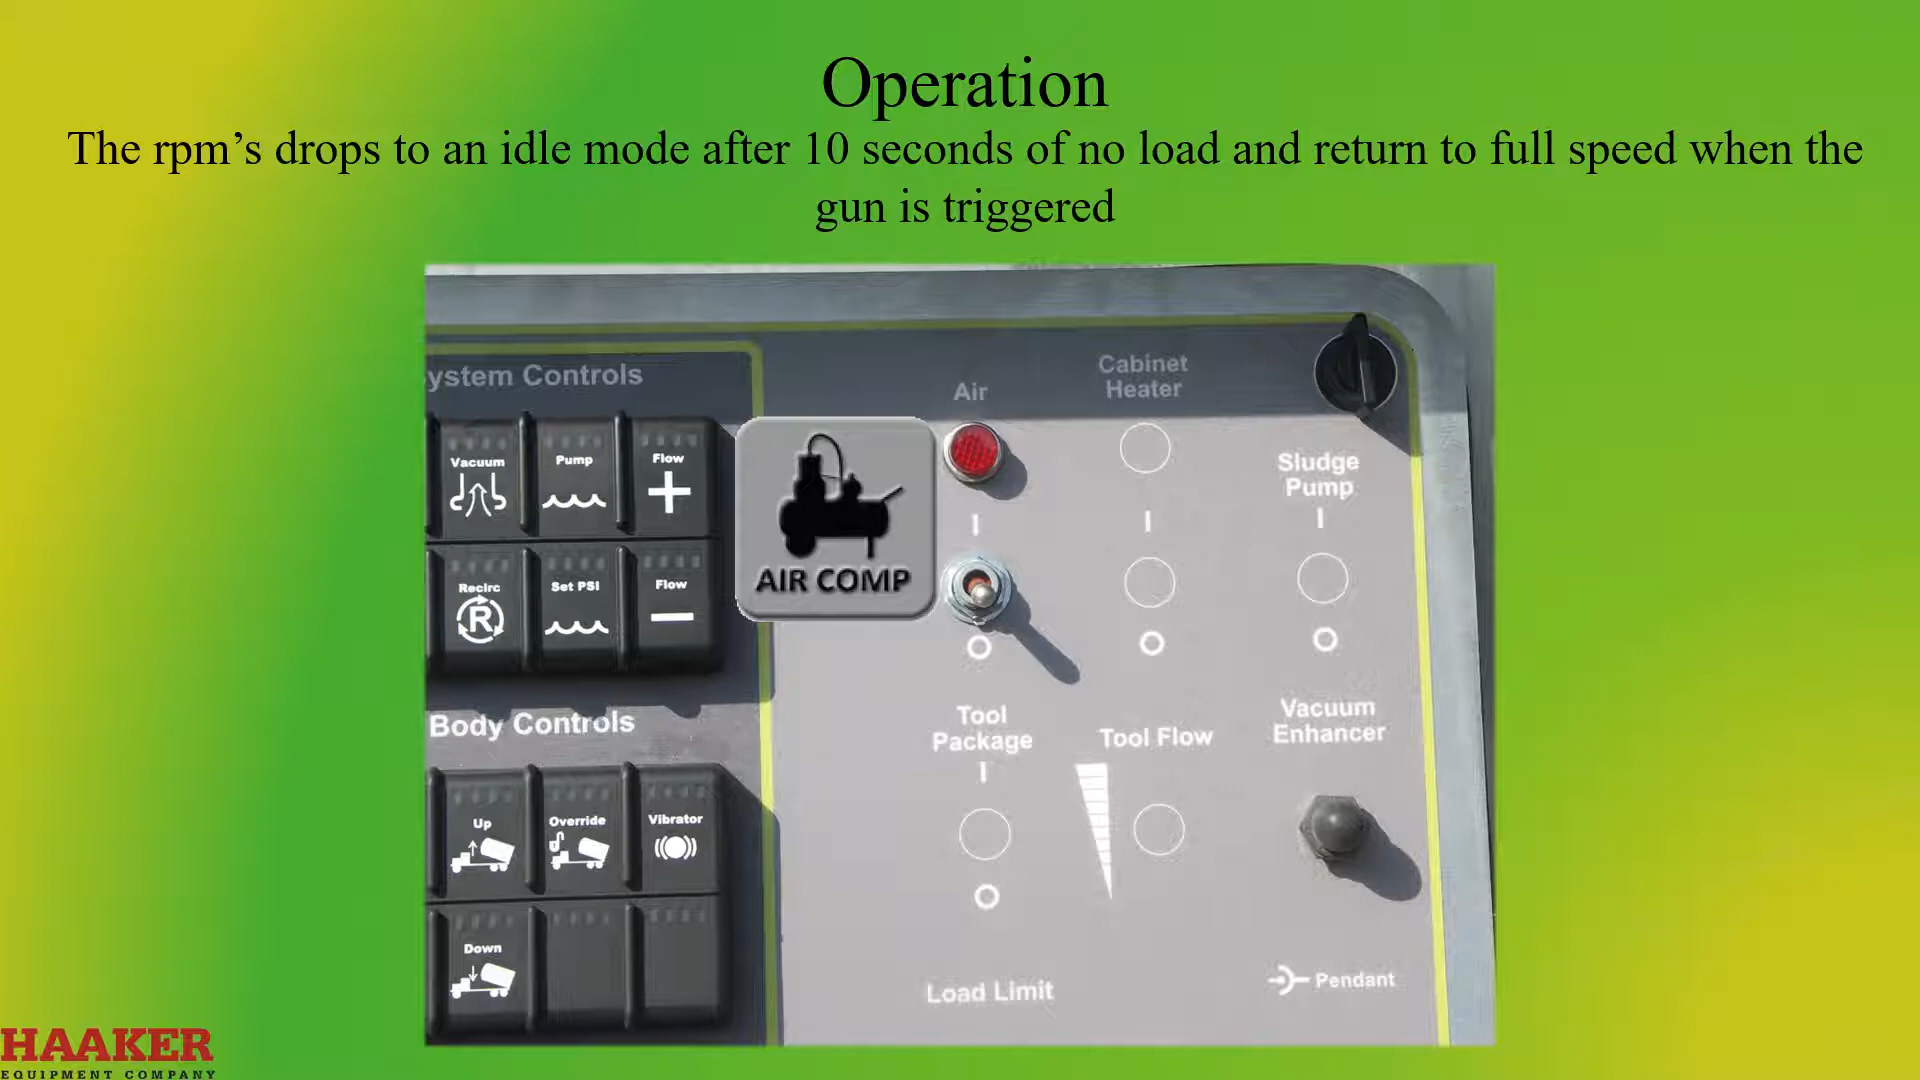 Operation
The rpm’s drops to an idle mode after 10 seconds of no load and return to full speed when the
gun is triggered
ystem Controls
Vacuum
Pump
Flow
Recirc
R
Set PSI
Flow
AIR COMP
Air
Cabinet
Heater
Sludge
Pump
I
I
I
O
O
O
Body Controls
Up
Override
Vibrator
Down
Tool
Package
I
O
Tool Flow
Vacuum
Enhancer
Load Limit
Pendant
HAAKER
EQUIPMENT COMPANY